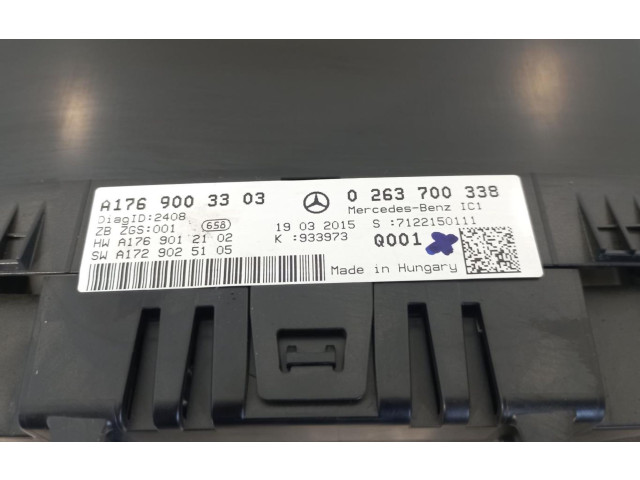 A176 900 33 03
DiagID:2408
ZB ZGS:001 658
HW A176 901 21 02
SW A172 902 51 05
19 03 2015
K :933973
0 263 700 338
Mercedes-Benz IC1
S :7122150111
Q001
Made in Hungary